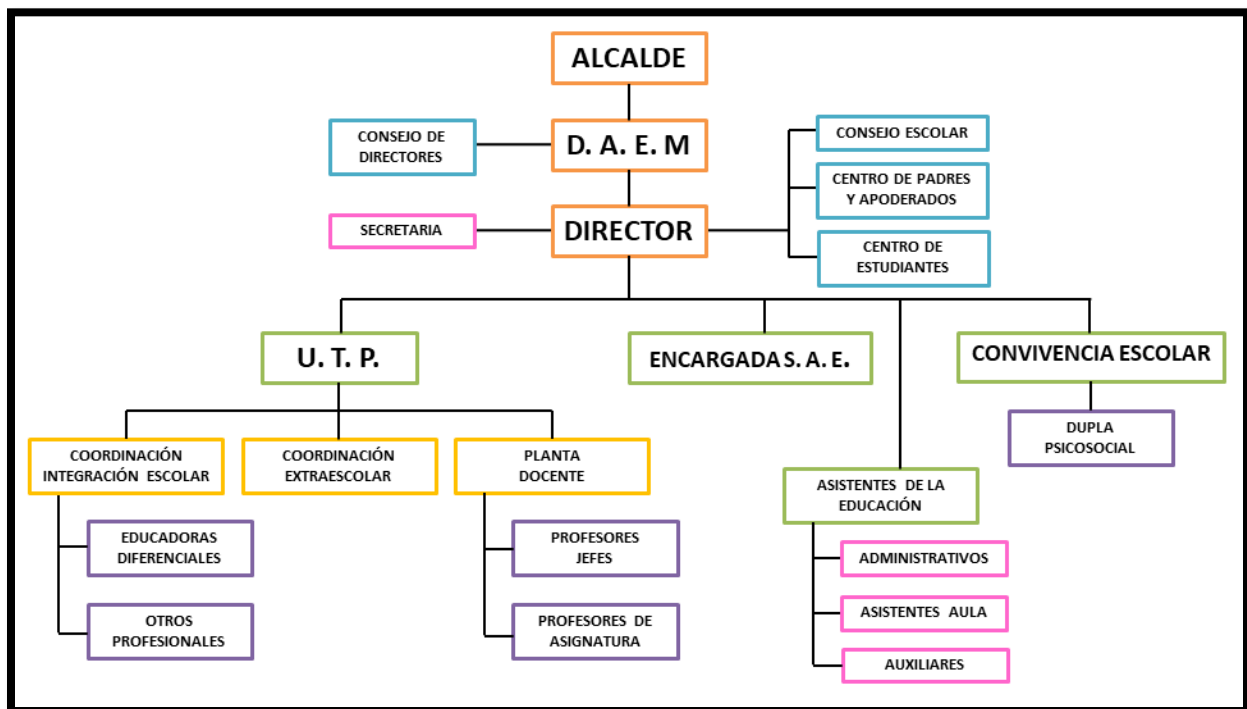 ALCALDE
CONSEJO DE
DIRECTORES
D. A. E. M
CONSEJO ESCOLAR
CENTRO DE PADRES
Y APODERADOS
SECRETARIA
DIRECTOR
CENTRO DE
ESTUDIANTES
U. T. P.
ENCARGADA S. A. E.
CONVIVENCIA ESCOLAR
DUPLA
PSICOSOCIAL
COORDINACIÓN
INTEGRACIÓN ESCOLAR
COORDINACIÓN
EXTRAESCOLAR
PLANTA
DOCENTE
ASISTENTES DE LA
EDUCACIÓN
EDUCADORAS
DIFERENCIALES
PROFESORES
JEFES
ADMINISTRATIVOS
OTROS
PROFESIONALES
PROFESORES DE
ASIGNATURA
ASISTENTES AULA
AUXILIARES